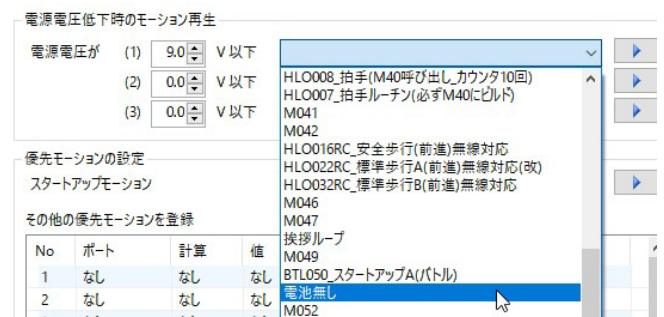 電源電圧低下時のモーション再生
電源電圧が (1) 9.0 V 以下
(2) 0.0 V 以下
(3) 0.0 V 以下
HLO008_拍手(M40呼び出し_カウンタ10回)
HLO007_拍手ルーチン(必ずM40にビルド)
M041
M042
HLO016RC_安全歩行(前進)無線対応
HLO022RC_標準歩行A(前進)無線対応(改)
HLO032RC_標準歩行B(前進)無線対応
M046
M047
挨拶ループ
M049
BTL050_スタートアップA(バトル)
電池無し
M052
優先モーションの設定
スタートアップモーション
その他の優先モーションを登録
No ポート 計算 値
1 なし なし なし
2 なし なし なし